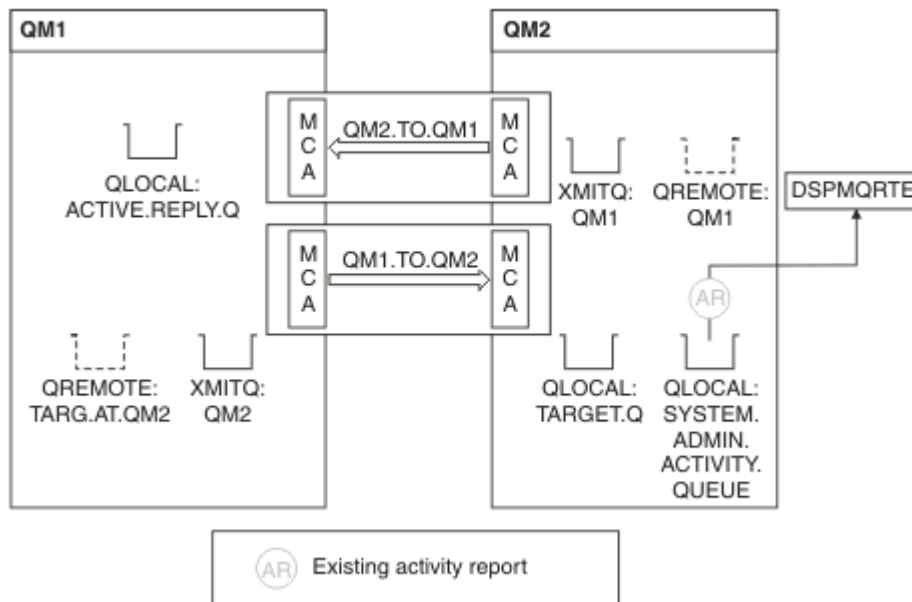 QM1
QM2
M
C
A
QM2.TO.QM1
M
C
A
QLOCAL:
ACTIVE.REPLY.Q
XMITQ:
QM1
QREMOTE:
QM1
DSPMQRTE
M
C
A
QM1.TO.QM2
M
C
A
AR
QREMOTE:
TARG.AT.QM2
XMITQ:
QM2
QLOCAL:
TARGET.Q
QLOCAL:
SYSTEM.
ADMIN.
ACTIVITY.
QUEUE
AR
Existing activity report